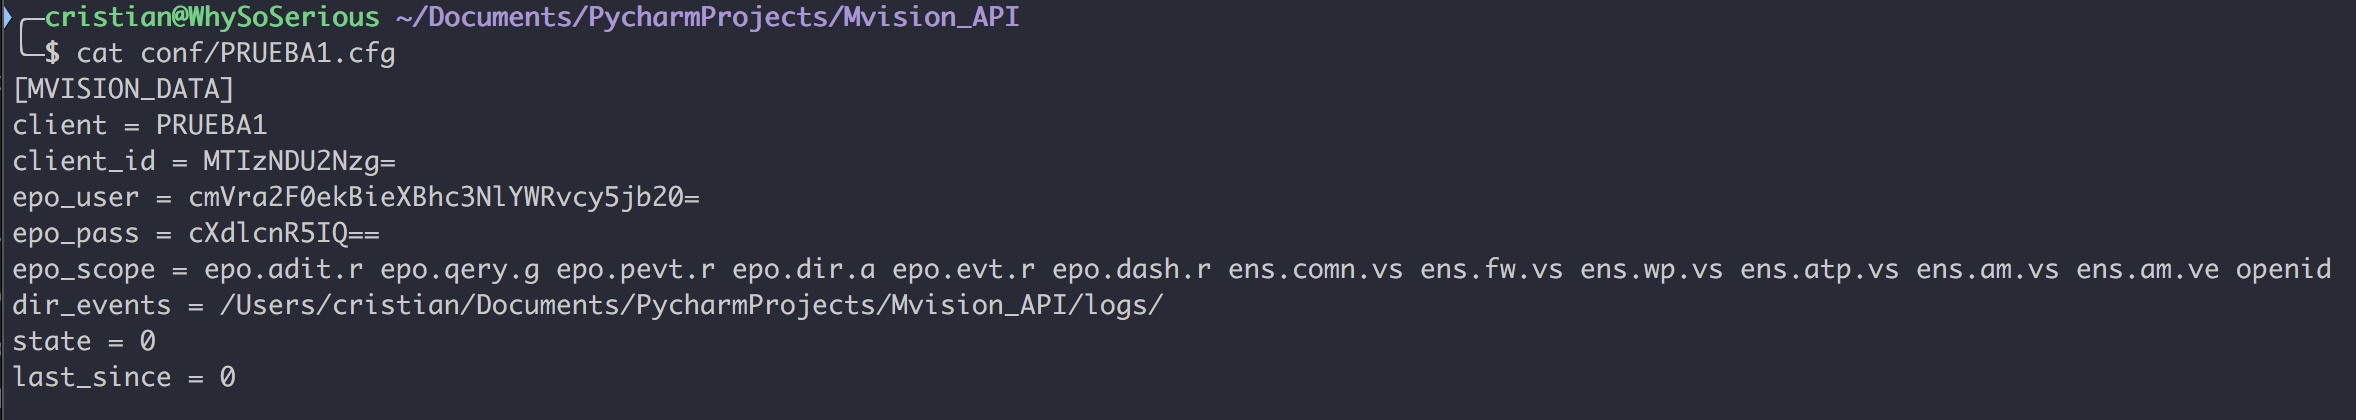 cristian@WhySoSerious ~/Documents/PycharmProjects/Mvision_API
$ cat conf/PRUEBA1.cfg
[MVISION_DATA]
client = PRUEBA1
client_id = MTIzNDU2Nzg=
epo_user = cmVra2F0ekBieXBhc3NlYWRvcy5jb20=
epo_pass = cXdlcnR5IQ==
epo_scope = epo.adit.r epo.qery.g epo.pevt.r epo.dir.a epo.evt.r epo.dash.r ens.comn.vs ens.fw.vs ens.wp.vs ens.atp.vs ens.am.vs ens.am.ve openid
dir_events = /Users/cristian/Documents/PycharmProjects/Mvision_API/logs/
state = 0
last_since = 0